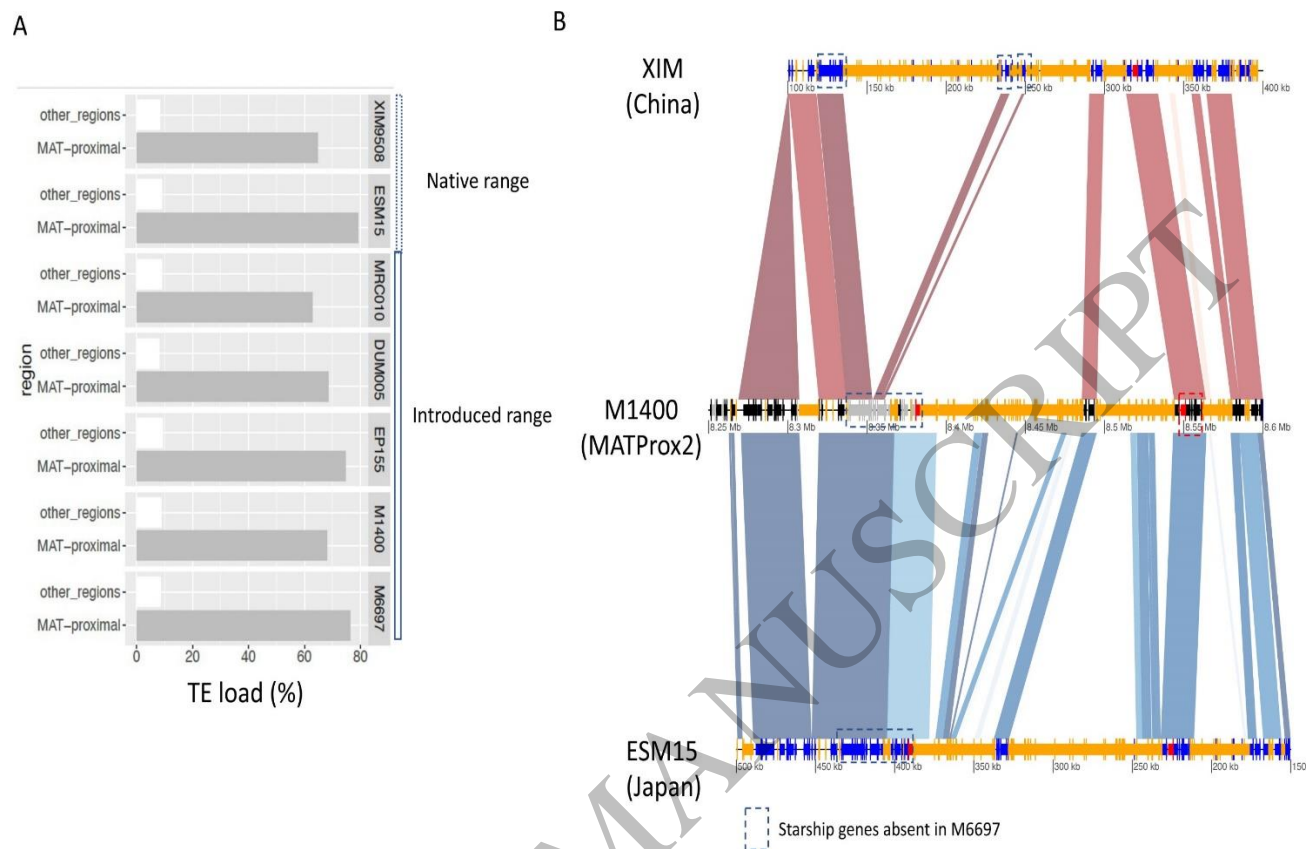 A
other_regions
MAT-proximal
XIM9508
other_regions
MAT-proximal
ESM15
other_regions
MAT-proximal
MRC010
other_regions
MAT-proximal
DUM005
other_regions
MAT-proximal
EP155
other_regions
MAT-proximal
M1400
other_regions
MAT-proximal
M6697
region
0 20 40 60 80
TE load (%)
Native range
Introduced range
B
XIM
(China)
100 kb 150 kb 200 kb 250 kb 300 kb 350 kb 400 kb
M1400
(MATProx2)
8.25 Mb 8.3 Mb 8.35 Mb 8.4 Mb 8.45 Mb 8.5 Mb 8.55 Mb 8.6 Mb
ESM15
(Japan)
500 kb 450 kb 400 kb 350 kb 300 kb 250 kb 200 kb 150
Starship genes absent in M6697
MANUSCRIPT